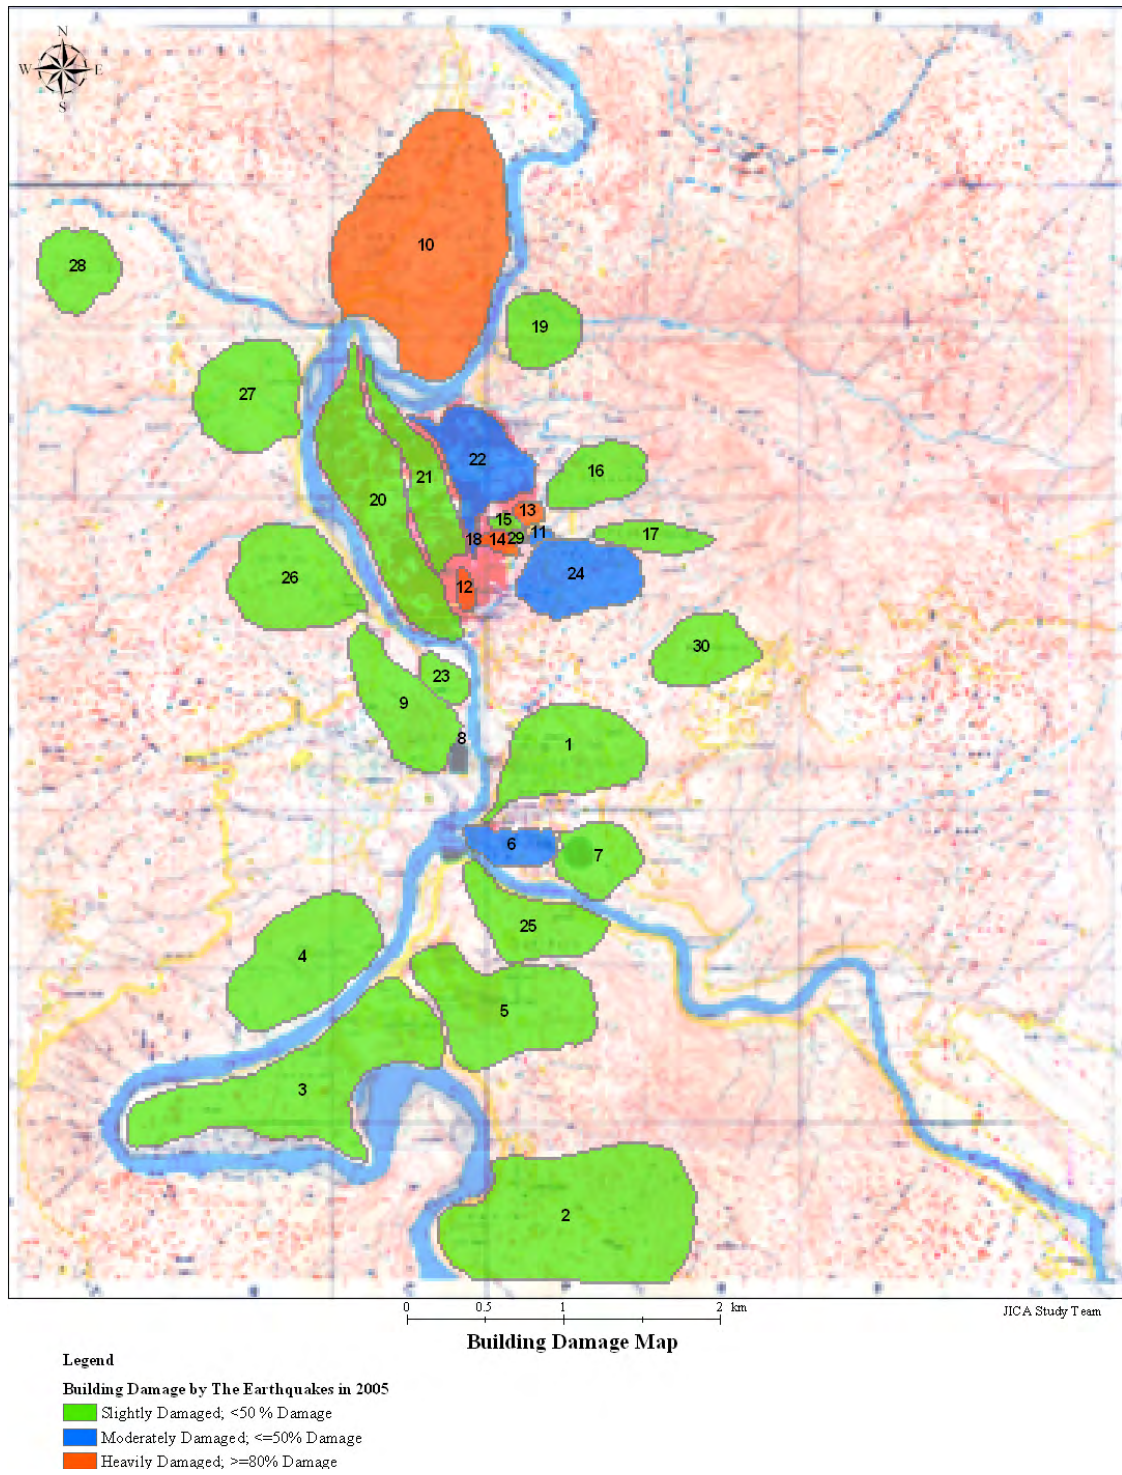 N
W E
S
10
28
19
27
22
21
16
20
13
15
17
11
18 14 29
24
26
12
30
23
9
8
1
6
7
25
4
5
3
2
0 0.5 1 2 km
JICA Study Team
Building Damage Map
Legend
Building Damage by The Earthquakes in 2005
Slightly Damaged; <50 % Damage
Moderately Damaged; <=50% Damage
Heavily Damaged; >=80% Damage